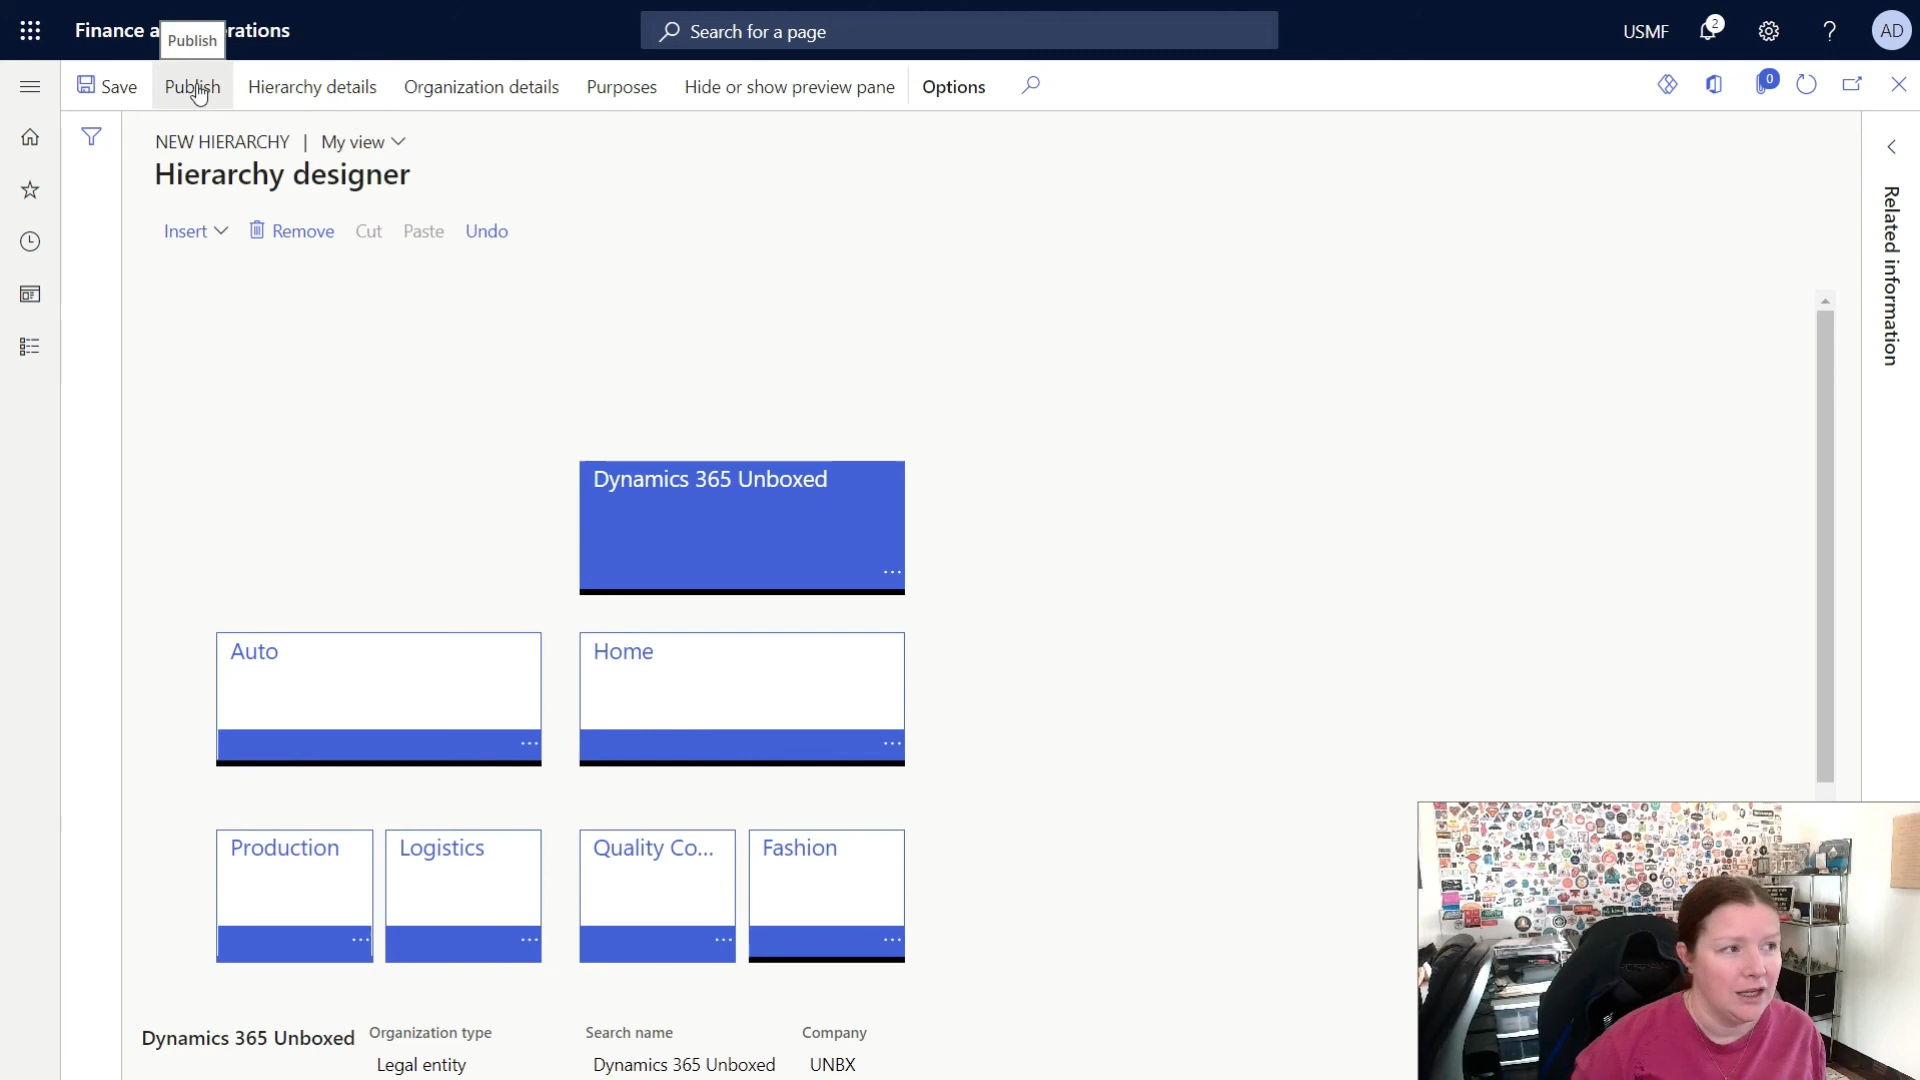 Finance a
erations
Publish
Search for a page
USMF
2
?
AD
Save
Publish
Hierarchy details
Organization details
Purposes
Hide or show preview pane
Options
0
NEW HIERARCHY | My view
Hierarchy designer
Insert
Remove
Cut
Paste
Undo
Related information
Dynamics 365 Unboxed
...
Auto
...
Home
...
Production
...
Logistics
...
Quality Co...
...
Fashion
...
Dynamics 365 Unboxed
Organization type
Legal entity
Search name
Dynamics 365 Unboxed
Company
UNBX